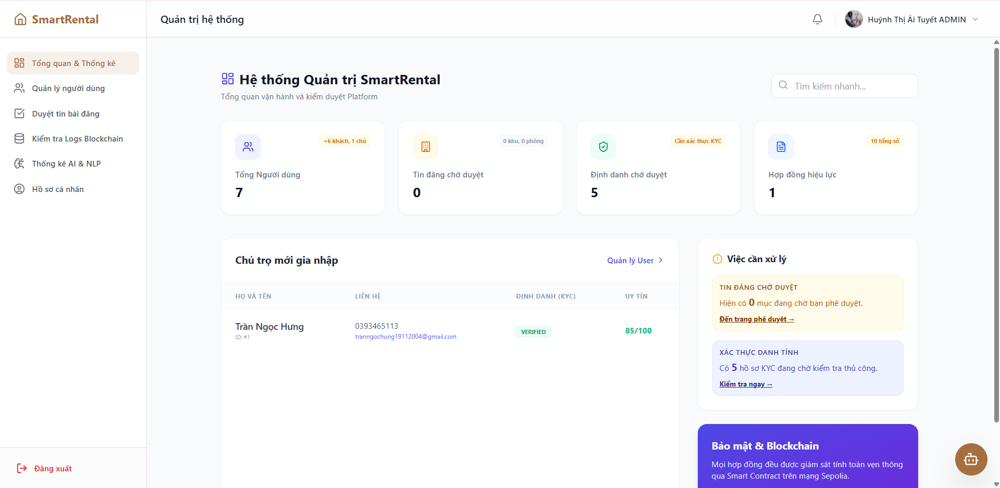 SmartRental
Quản trị hệ thống
Huỳnh Thị Ái Tuyết ADMIN
Tổng quan & Thống kê
Quản lý người dùng
Duyệt tin bài đăng
Kiểm tra Logs Blockchain
Thống kê AI & NLP
Hồ sơ cá nhân
Đăng xuất
Hệ thống Quản trị SmartRental
Tổng quan vận hành và kiểm duyệt Platform
Tìm kiếm nhanh...
+6 khách, 1 chủ
Tổng Người dùng
7
0 khu, 0 phòng
Tin đăng chờ duyệt
0
Cần xác thực KYC
Định danh chờ duyệt
5
10 tổng số
Hợp đồng hiệu lực
1
Chủ trọ mới gia nhập
Quản lý User
HỌ VÀ TÊN LIÊN HỆ ĐỊNH DANH (KYC) UY TÍN
Trần Ngọc Hưng
ID: #1
0393465113
tranngochung19112004@gmail.com
VERIFIED
85/100
Việc cần xử lý
TIN ĐĂNG CHỜ DUYỆT
Hiện có 0 mục đang chờ bạn phê duyệt.
Đến trang phê duyệt →
XÁC THỰC DANH TÍNH
Có 5 hồ sơ KYC đang chờ kiểm tra thủ công.
Kiểm tra ngay →
Bảo mật & Blockchain
Mọi hợp đồng đều được giám sát tính toàn vẹn thông
qua Smart Contract trên mạng Sepolia.